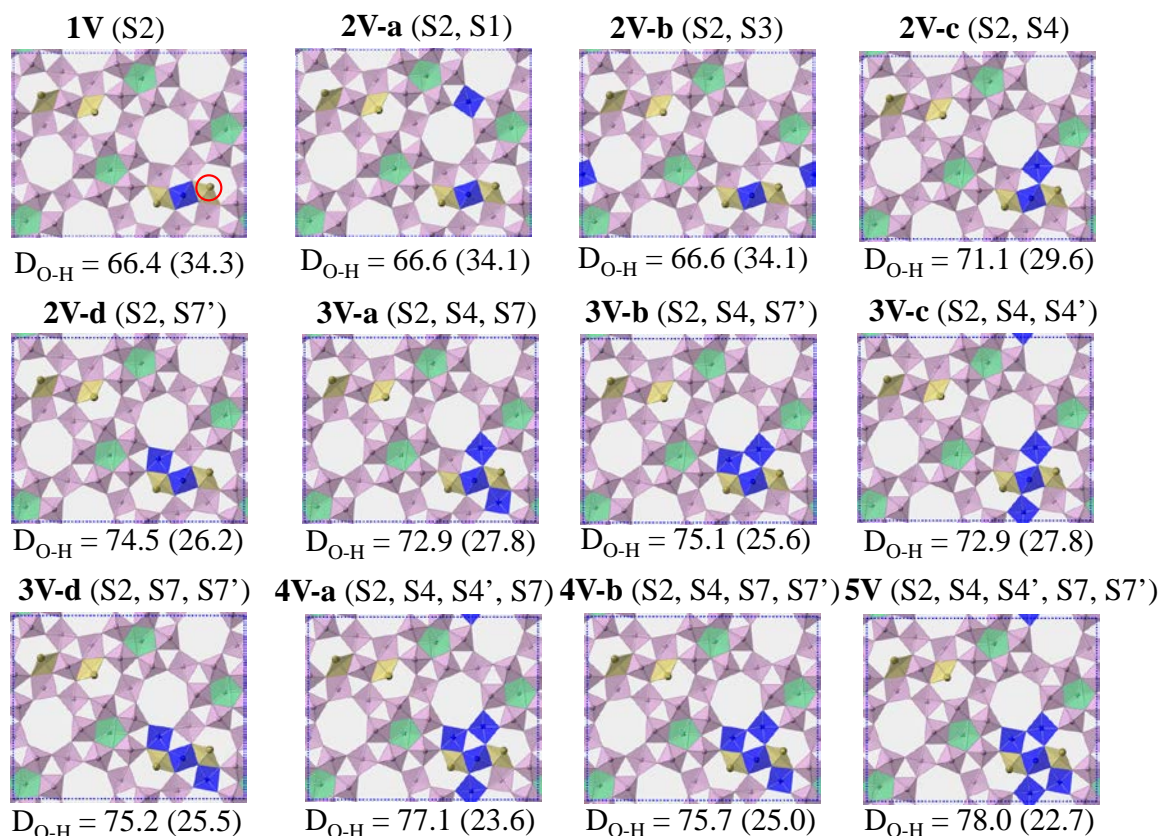 1V (S2) 2V-a (S2, S1) 2V-b (S2, S3) 2V-c (S2, S4)
D_O-H = 66.4 (34.3) D_O-H = 66.6 (34.1) D_O-H = 66.6 (34.1) D_O-H = 71.1 (29.6)
2V-d (S2, S7’) 3V-a (S2, S4, S7) 3V-b (S2, S4, S7’) 3V-c (S2, S4, S4’)
D_O-H = 74.5 (26.2) D_O-H = 72.9 (27.8) D_O-H = 75.1 (25.6) D_O-H = 72.9 (27.8)
3V-d (S2, S7, S7’) 4V-a (S2, S4, S4’, S7) 4V-b (S2, S4, S7, S7’) 5V (S2, S4, S4’, S7, S7’)
D_O-H = 75.2 (25.5) D_O-H = 77.1 (23.6) D_O-H = 75.7 (25.0) D_O-H = 78.0 (22.7)